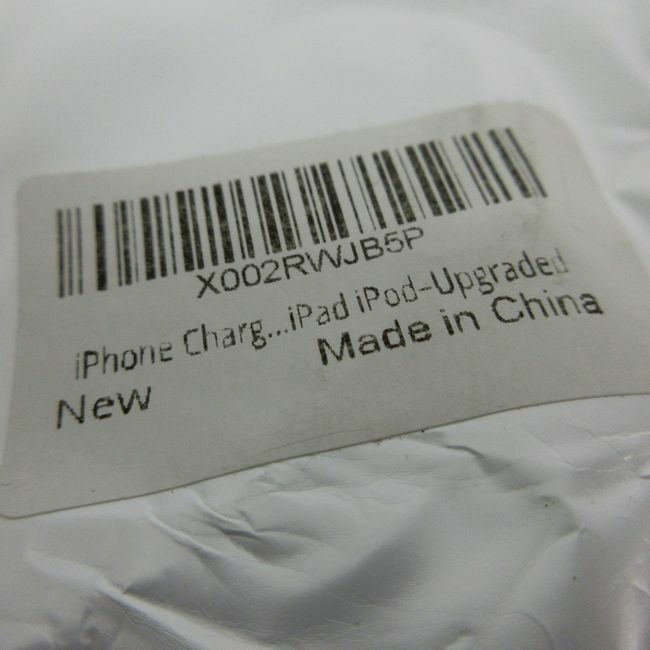 X002RWJB5P
iPhone Charg...iPad iPod-Upgraded
New
Made in China